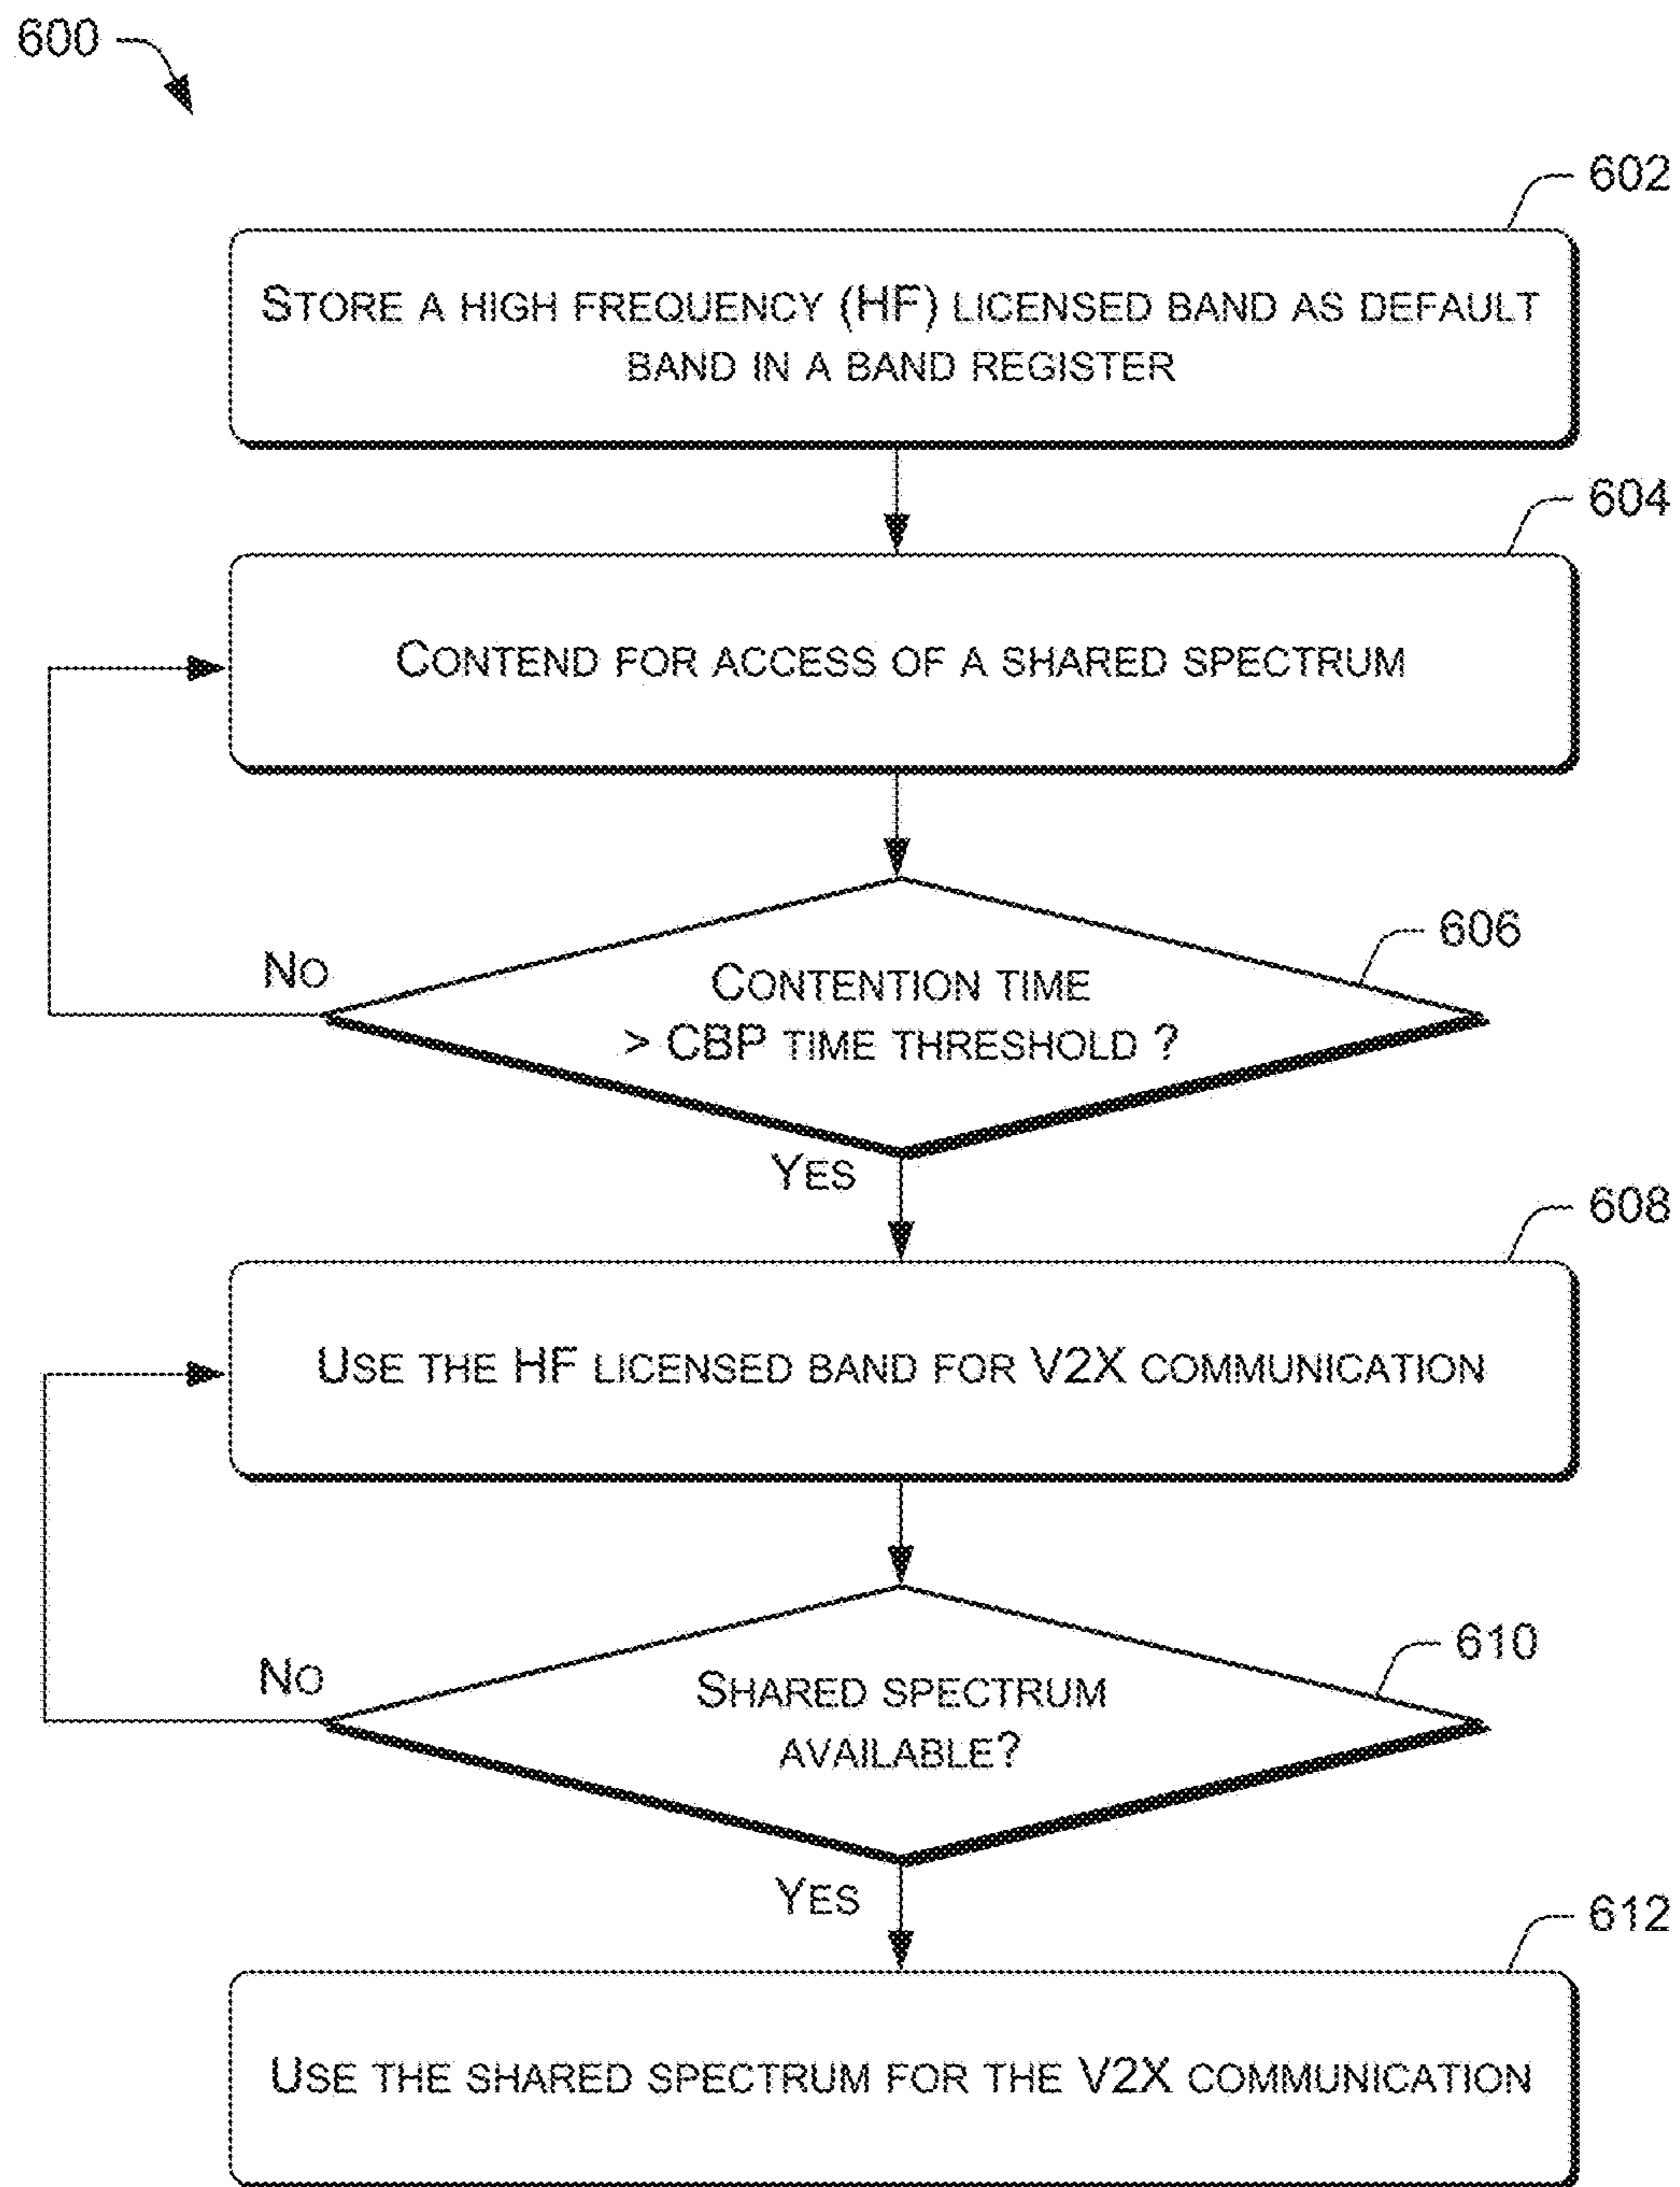 600
602
STORE A HIGH FREQUENCY (HF) LICENSED BAND AS DEFAULT
BAND IN A BAND REGISTER
604
CONTEND FOR ACCESS OF A SHARED SPECTRUM
606
NO
CONTENTION TIME
> CBP TIME THRESHOLD ?
YES
608
USE THE HF LICENSED BAND FOR V2X COMMUNICATION
610
NO
SHARED SPECTRUM
AVAILABLE?
YES
612
USE THE SHARED SPECTRUM FOR THE V2X COMMUNICATION